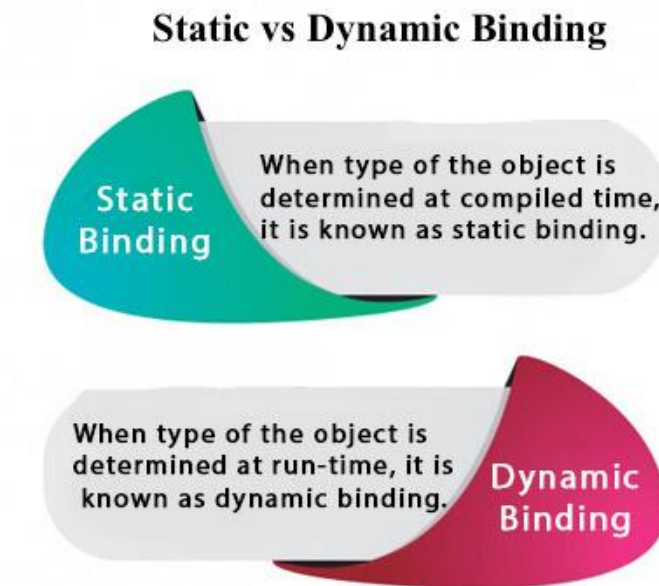 Static vs Dynamic Binding
Static
Binding
When type of the object is
determined at compiled time,
it is known as static binding.
When type of the object is
determined at run-time, it is
known as dynamic binding.
Dynamic
Binding